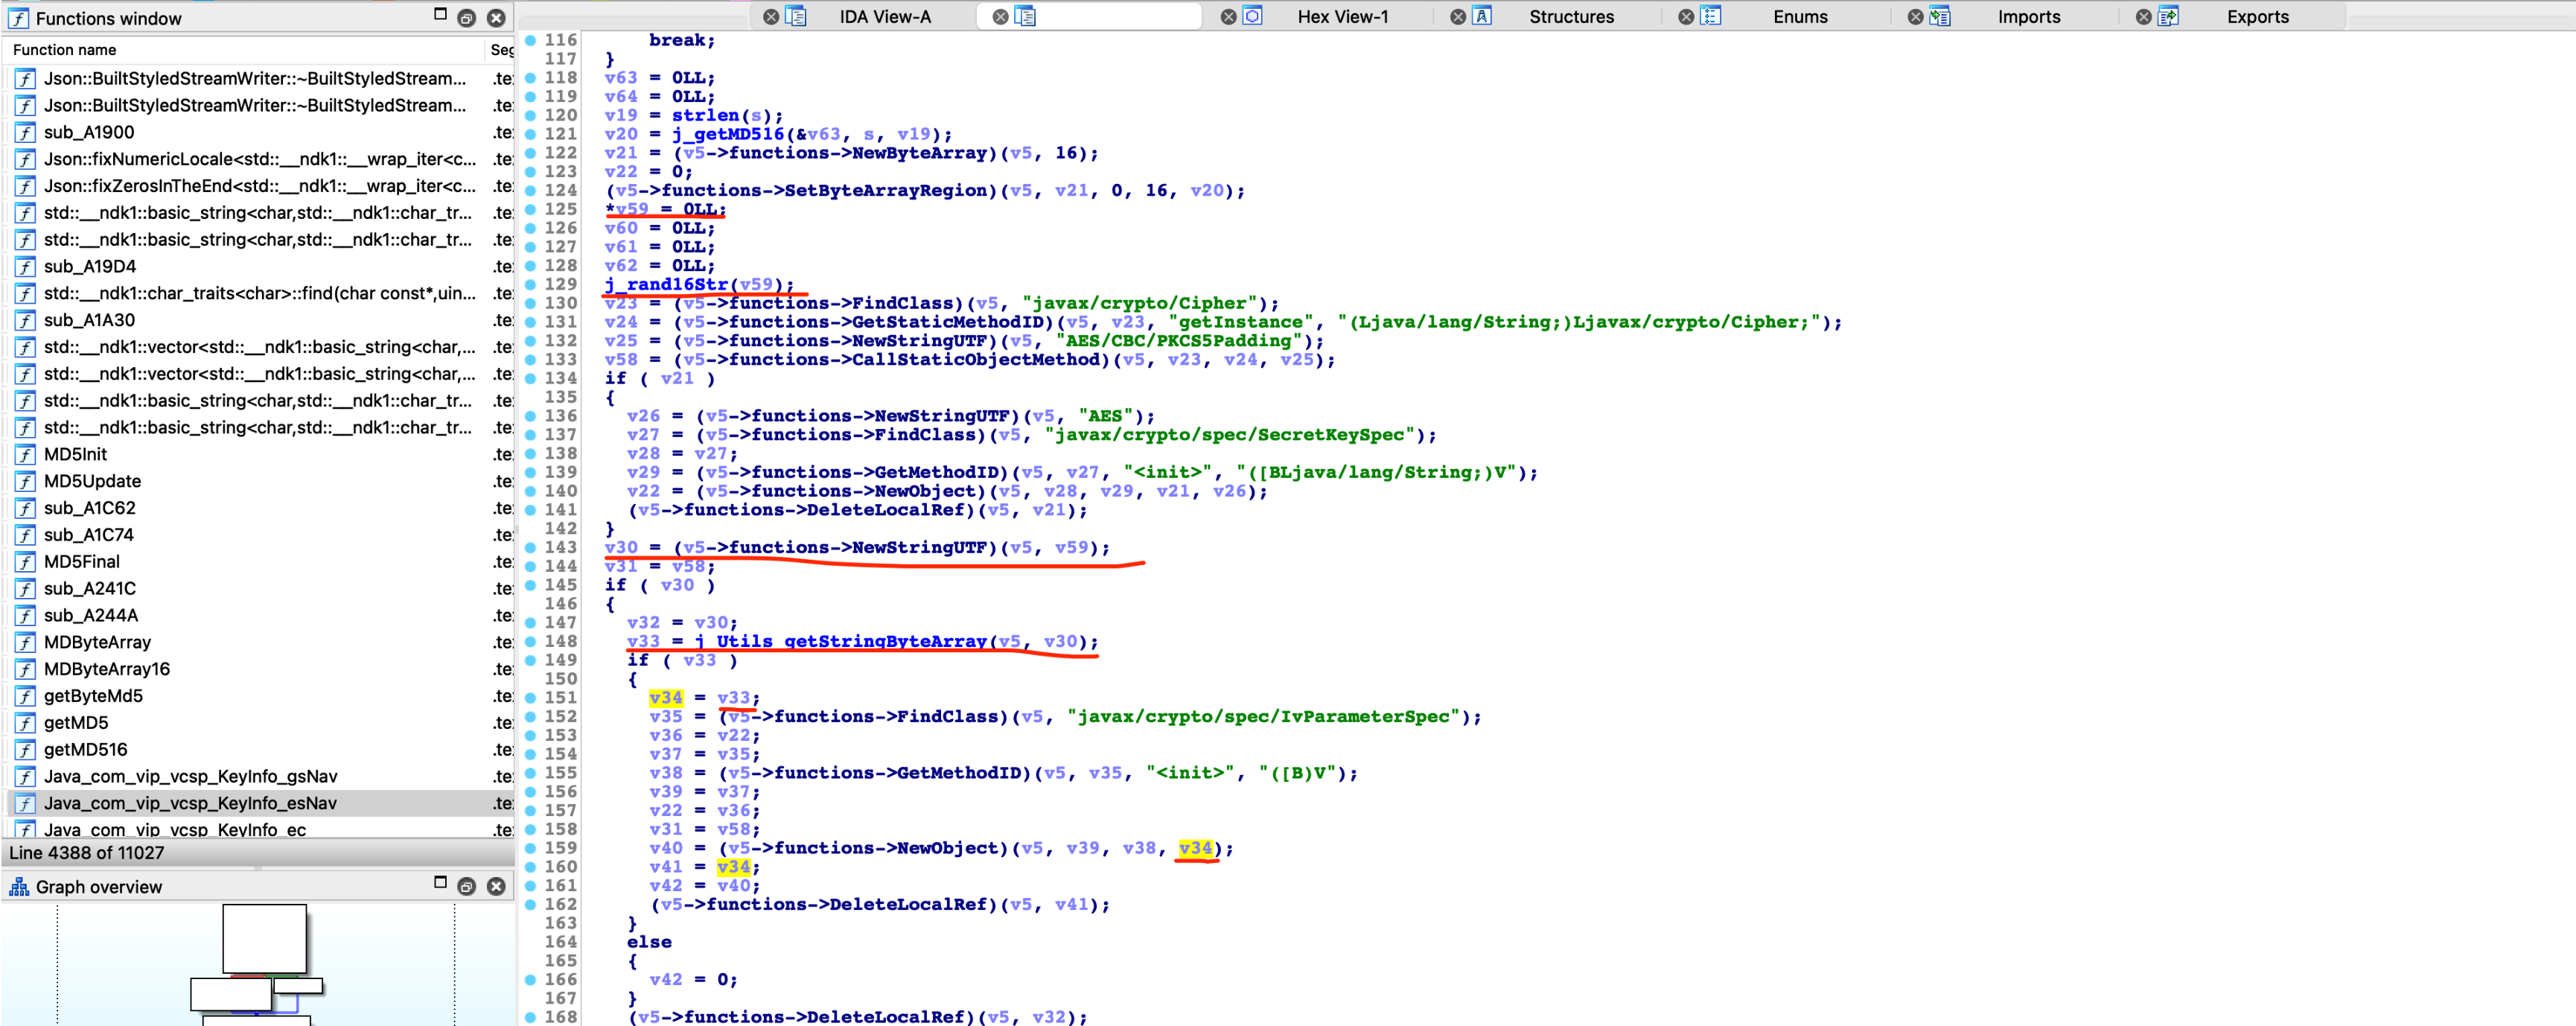 Functions window
IDA View-A
Hex View-1
Structures
Enums
Imports
Exports
Function name
Seg
Json::BuiltStyledStreamWriter::~BuiltStyledStream... .te
Json::BuiltStyledStreamWriter::~BuiltStyledStream... .te
sub_A1900 .te
Json::fixNumericLocale<std::__ndk1::__wrap_iter<c... .te
Json::fixZerosInTheEnd<std::__ndk1::__wrap_iter<c... .te
std::__ndk1::basic_string<char,std::__ndk1::char_tr... .te
std::__ndk1::basic_string<char,std::__ndk1::char_tr... .te
sub_A19D4 .te
std::__ndk1::char_traits<char>::find(char const*,uin... .te
sub_A1A30 .te
std::__ndk1::vector<std::__ndk1::basic_string<char,... .te
std::__ndk1::vector<std::__ndk1::basic_string<char,... .te
std::__ndk1::basic_string<char,std::__ndk1::char_tr... .te
std::__ndk1::basic_string<char,std::__ndk1::char_tr... .te
MD5Init .te
MD5Update .te
sub_A1C62 .te
sub_A1C74 .te
MD5Final .te
sub_A241C .te
sub_A244A .te
MDByteArray .te
MDByteArray16 .te
getByteMd5 .te
getMD5 .te
getMD516 .te
Java_com_vip_vcsp_KeyInfo_gsNav .te
Java_com_vip_vcsp_KeyInfo_esNav .te
Java_com_vip_vcsp_KeyInfo_ec .te
Line 4388 of 11027
Graph overview
116 break;
117 }
118 v63 = 0LL;
119 v64 = 0LL;
120 v19 = strlen(s);
121 v20 = j_getMD516(&v63, s, v19);
122 v21 = (v5->functions->NewByteArray)(v5, 16);
123 v22 = 0;
124 (v5->functions->SetByteArrayRegion)(v5, v21, 0, 16, v20);
125 *v59 = 0LL;
126 v60 = 0LL;
127 v61 = 0LL;
128 v62 = 0LL;
129 j_rand16Str(v59);
130 v23 = (v5->functions->FindClass)(v5, "javax/crypto/Cipher");
131 v24 = (v5->functions->GetStaticMethodID)(v5, v23, "getInstance", "(Ljava/lang/String;)Ljavax/crypto/Cipher;");
132 v25 = (v5->functions->NewStringUTF)(v5, "AES/CBC/PKCS5Padding");
133 v58 = (v5->functions->CallStaticObjectMethod)(v5, v23, v24, v25);
134 if ( v21 )
135 {
136 v26 = (v5->functions->NewStringUTF)(v5, "AES");
137 v27 = (v5->functions->FindClass)(v5, "javax/crypto/spec/SecretKeySpec");
138 v28 = v27;
139 v29 = (v5->functions->GetMethodID)(v5, v27, "<init>", "([BLjava/lang/String;)V");
140 v22 = (v5->functions->NewObject)(v5, v28, v29, v21, v26);
141 (v5->functions->DeleteLocalRef)(v5, v21);
142 }
143 v30 = (v5->functions->NewStringUTF)(v5, v59);
144 v31 = v58;
145 if ( v30 )
146 {
147 v32 = v30;
148 v33 = j_Utils_getStringByteArray(v5, v30);
149 if ( v33 )
150 {
151 v34 = v33;
152 v35 = (v5->functions->FindClass)(v5, "javax/crypto/spec/IvParameterSpec");
153 v36 = v22;
154 v37 = v35;
155 v38 = (v5->functions->GetMethodID)(v5, v35, "<init>", "([B)V");
156 v39 = v37;
157 v22 = v36;
158 v31 = v58;
159 v40 = (v5->functions->NewObject)(v5, v39, v38, v34);
160 v41 = v34;
161 v42 = v40;
162 (v5->functions->DeleteLocalRef)(v5, v41);
163 }
164 else
165 {
166 v42 = 0;
167 }
168 (v5->functions->DeleteLocalRef)(v5, v32);